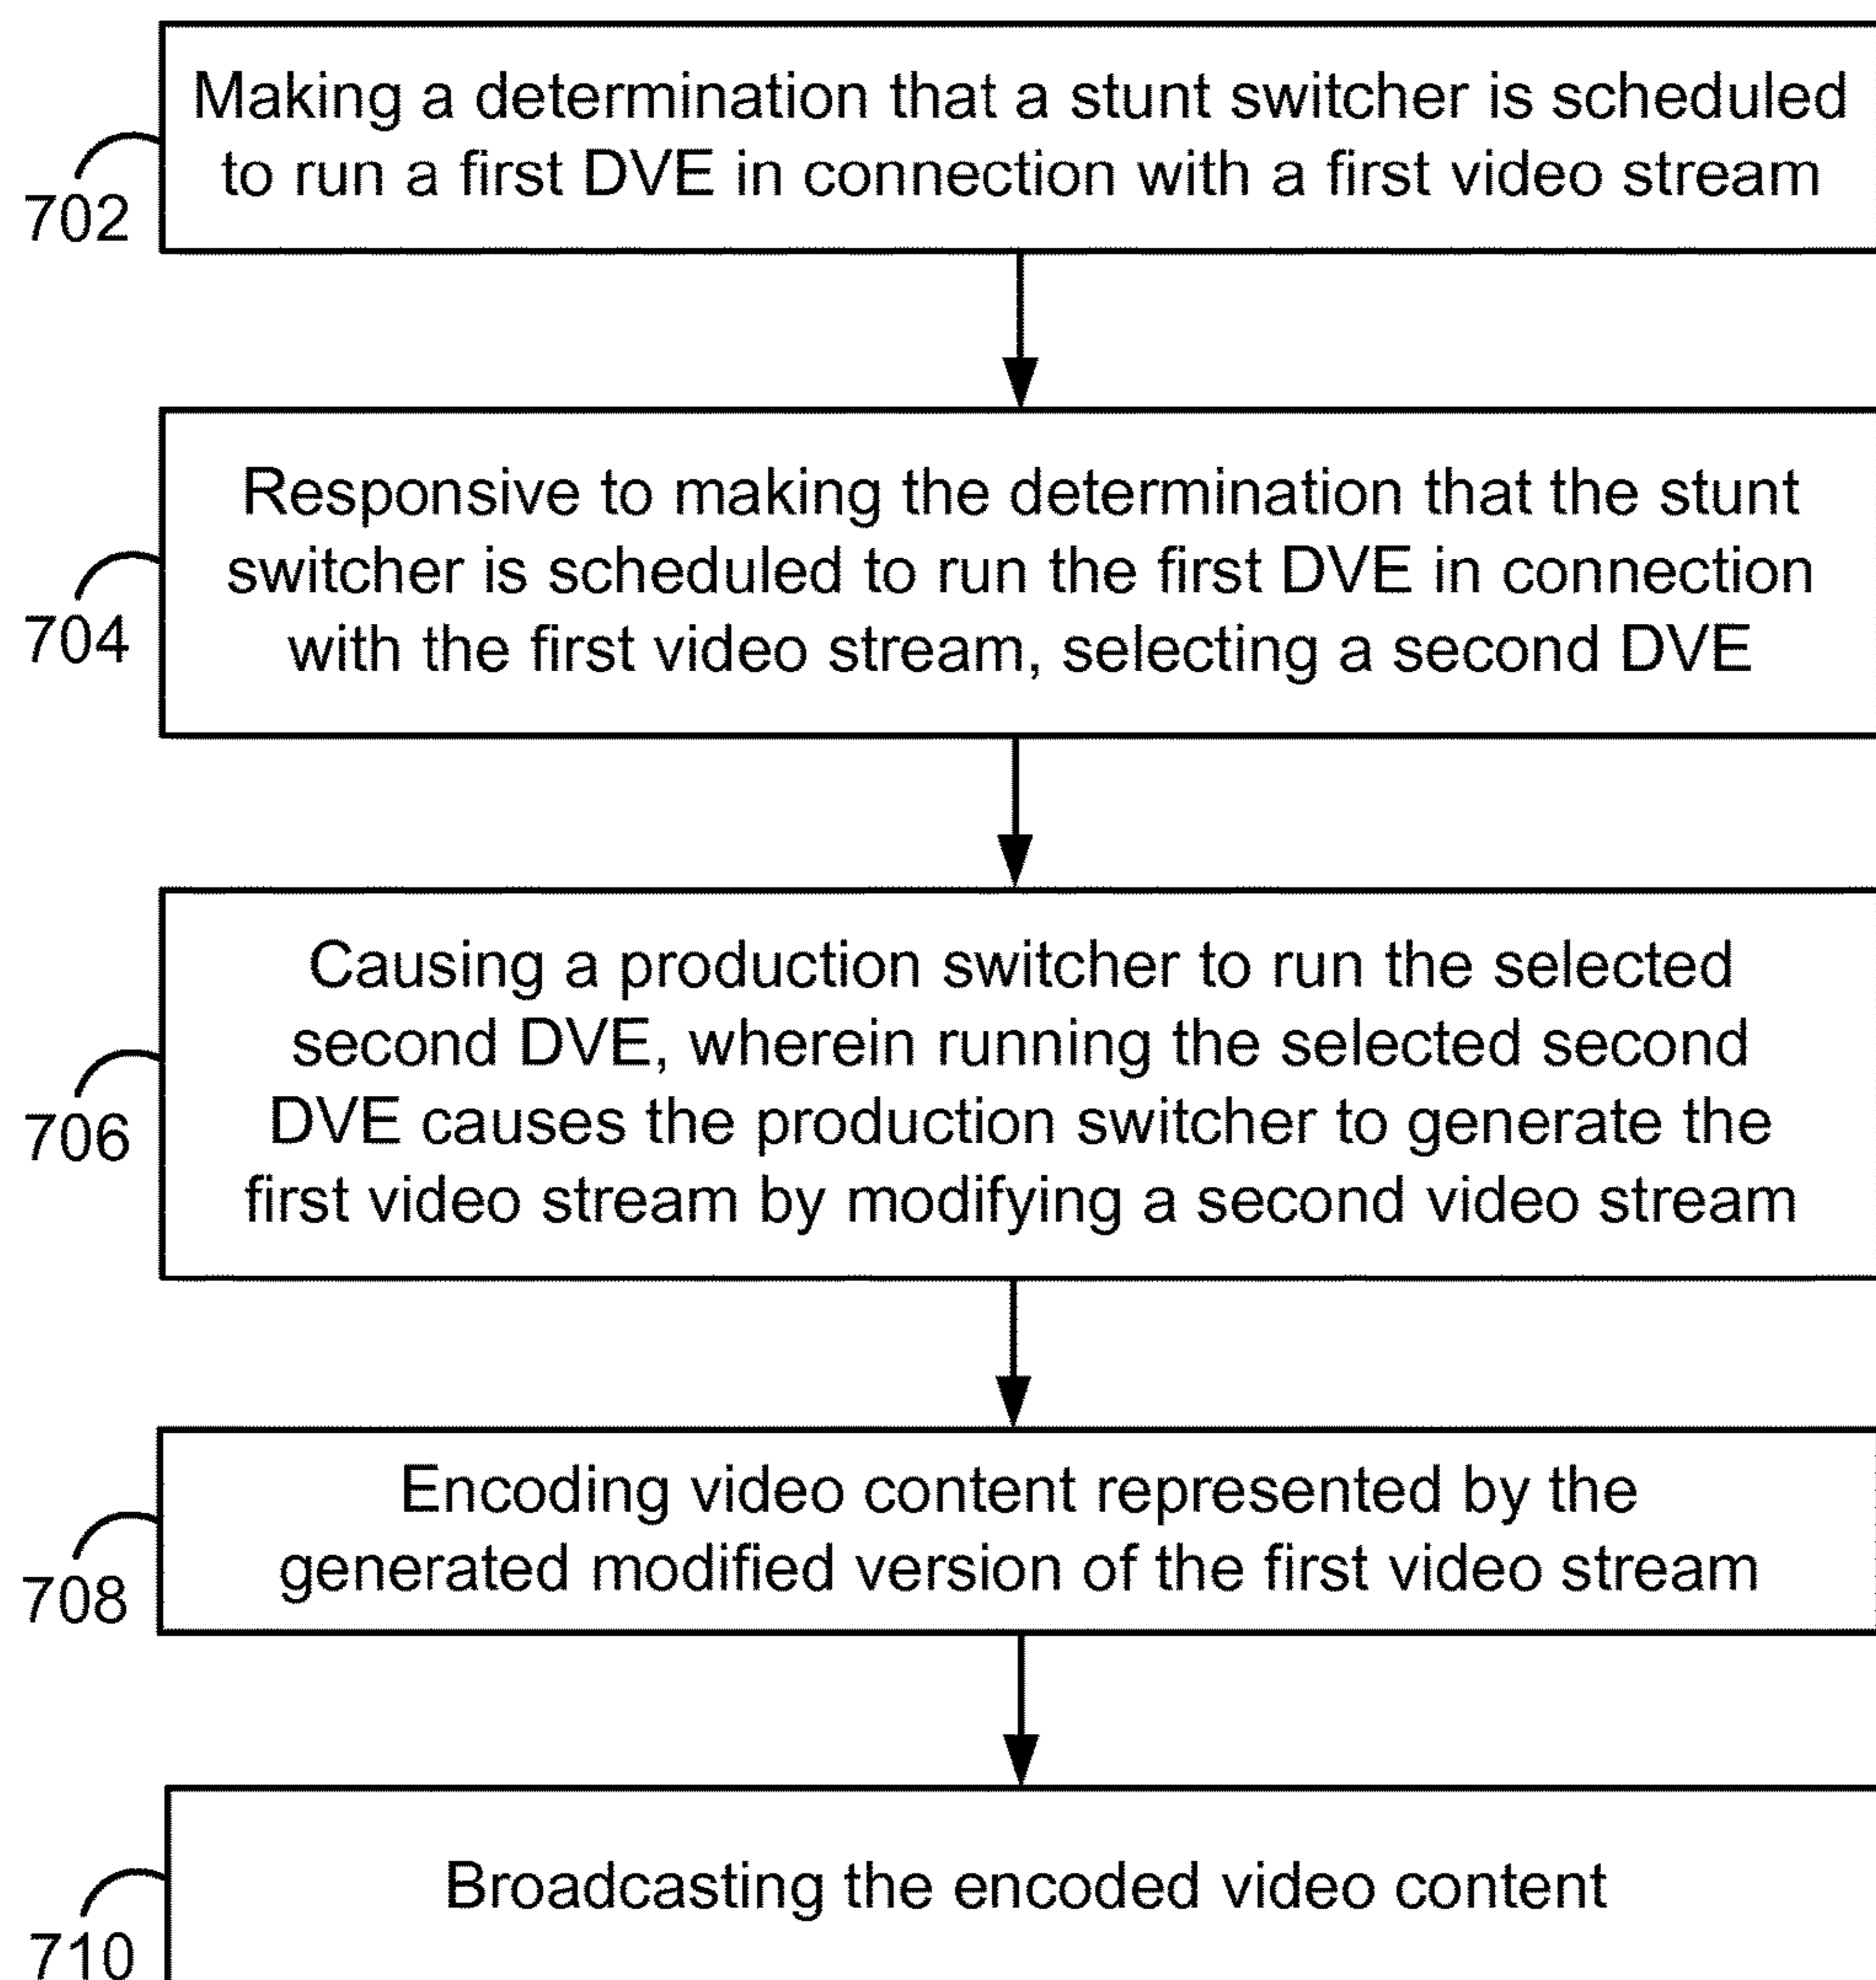 Making a determination that a stunt switcher is scheduled
to run a first DVE in connection with a first video stream
702
Responsive to making the determination that the stunt
switcher is scheduled to run the first DVE in connection
with the first video stream, selecting a second DVE
704
Causing a production switcher to run the selected
second DVE, wherein running the selected second
DVE causes the production switcher to generate the
first video stream by modifying a second video stream
706
Encoding video content represented by the
generated modified version of the first video stream
708
Broadcasting the encoded video content
710